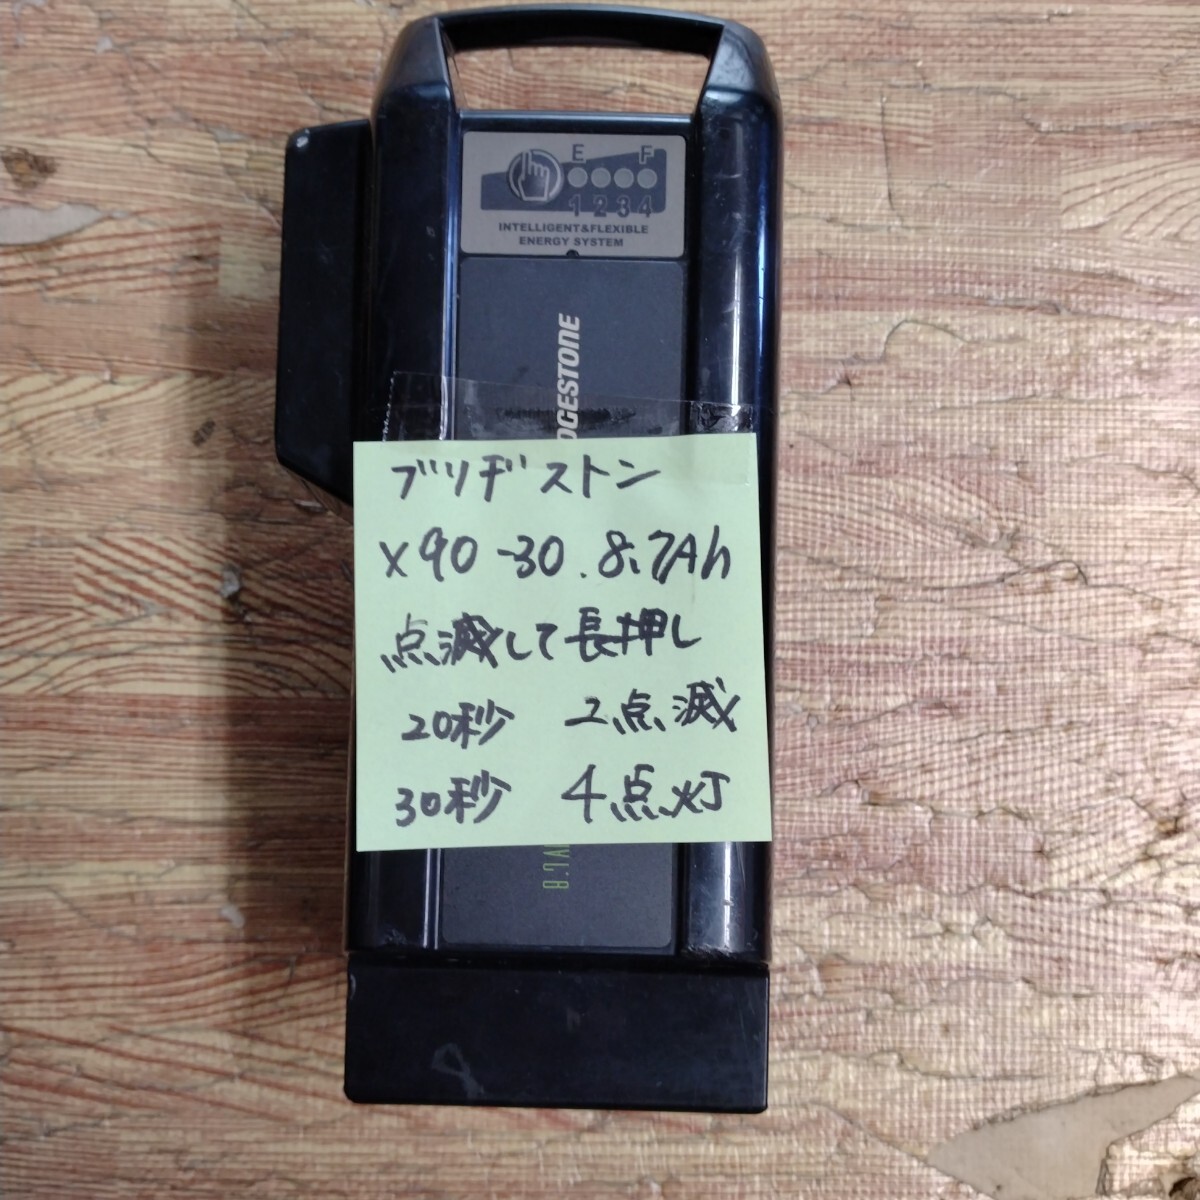 E F
1 2 3 4
INTELLIGENT&FLEXIBLE
ENERGY SYSTEM
DGESTONE
ブリヂストン
X90-30.8.7Ah
点滅して長押し
20秒 2点滅
30秒 4点灯